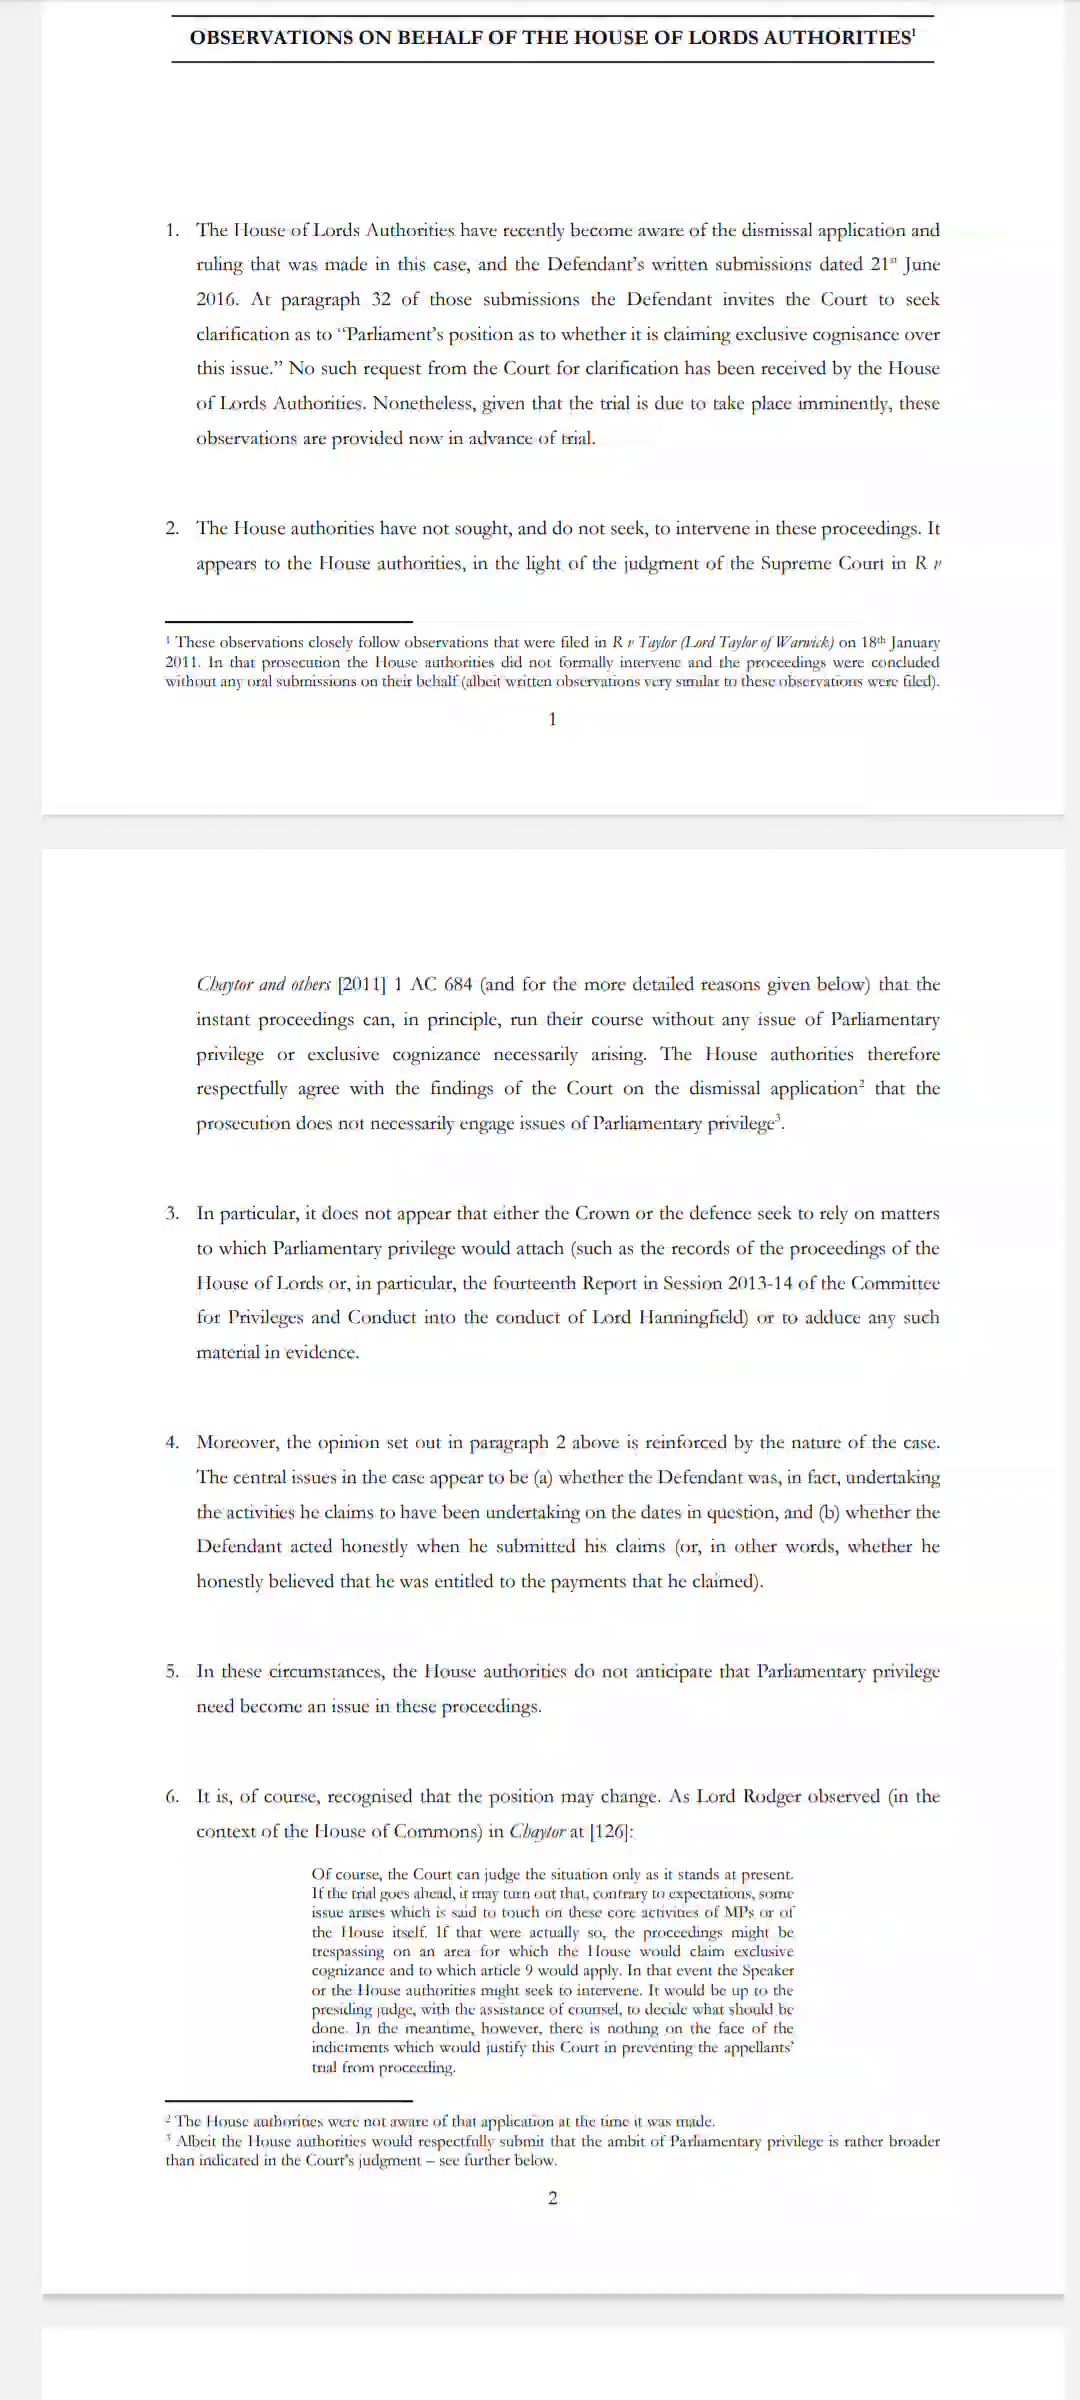 OBSERVATIONS ON BEHALF OF THE HOUSE OF LORDS AUTHORITIES¹
1. The House of Lords Authorities have recently become aware of the dismissal application and
ruling that was made in this case, and the Defendant's written submissions dated 21st June
2016. At paragraph 32 of those submissions the Defendant invites the Court to seek
clarification as to "Parliament's position as to whether it is claiming exclusive cognisance over
this issue." No such request from the Court for clarification has been received by the House
of Lords Authorities. Nonetheless, given that the trial is due to take place imminently, these
observations are provided now in advance of trial.
2. The House authorities have not sought, and do not seek, to intervene in these proceedings. It
appears to the House authorities, in the light of the judgment of the Supreme Court in R v
¹ These observations closely follow observations that were filed in R v Taylor (Lord Taylor of Warwick) on 18th January
2011. In that prosecution the House authorities did not formally intervene and the proceedings were concluded
without any oral submissions on their behalf (albeit written observations very similar to these observations were filed).
1
Chaytor and others [2011] 1 AC 684 (and for the more detailed reasons given below) that the
instant proceedings can, in principle, run their course without any issue of Parliamentary
privilege or exclusive cognizance necessarily arising. The House authorities therefore
respectfully agree with the findings of the Court on the dismissal application² that the
prosecution does not necessarily engage issues of Parliamentary privilege³.
3. In particular, it does not appear that either the Crown or the defence seek to rely on matters
to which Parliamentary privilege would attach (such as the records of the proceedings of the
House of Lords or, in particular, the fourteenth Report in Session 2013-14 of the Committee
for Privileges and Conduct into the conduct of Lord Hanningfield) or to adduce any such
material in evidence.
4. Moreover, the opinion set out in paragraph 2 above is reinforced by the nature of the case.
The central issues in the case appear to be (a) whether the Defendant was, in fact, undertaking
the activities he claims to have been undertaking on the dates in question, and (b) whether the
Defendant acted honestly when he submitted his claims (or, in other words, whether he
honestly believed that he was entitled to the payments that he claimed).
5. In these circumstances, the House authorities do not anticipate that Parliamentary privilege
need become an issue in these proceedings.
6. It is, of course, recognised that the position may change. As Lord Rodger observed (in the
context of the House of Commons) in Chaytor at [126]:
Of course, the Court can judge the situation only as it stands at present.
If the trial goes ahead, it may turn out that, contrary to expectations, some
issue arises which is said to touch on these core activities of MPs or of
the House itself. If that were actually so, the proceedings might be
trespassing on an area for which the House would claim exclusive
cognizance and to which article 9 would apply. In that event the Speaker
or the House authorities might seek to intervene. It would be up to the
presiding judge, with the assistance of counsel, to decide what should be
done. In the meantime, however, there is nothing on the face of the
indictments which would justify this Court in preventing the appellants'
trial from proceeding.
² The House authorities were not aware of that application at the time it was made.
³ Albeit the House authorities would respectfully submit that the ambit of Parliamentary privilege is rather broader
than indicated in the Court's judgment – see further below.
2